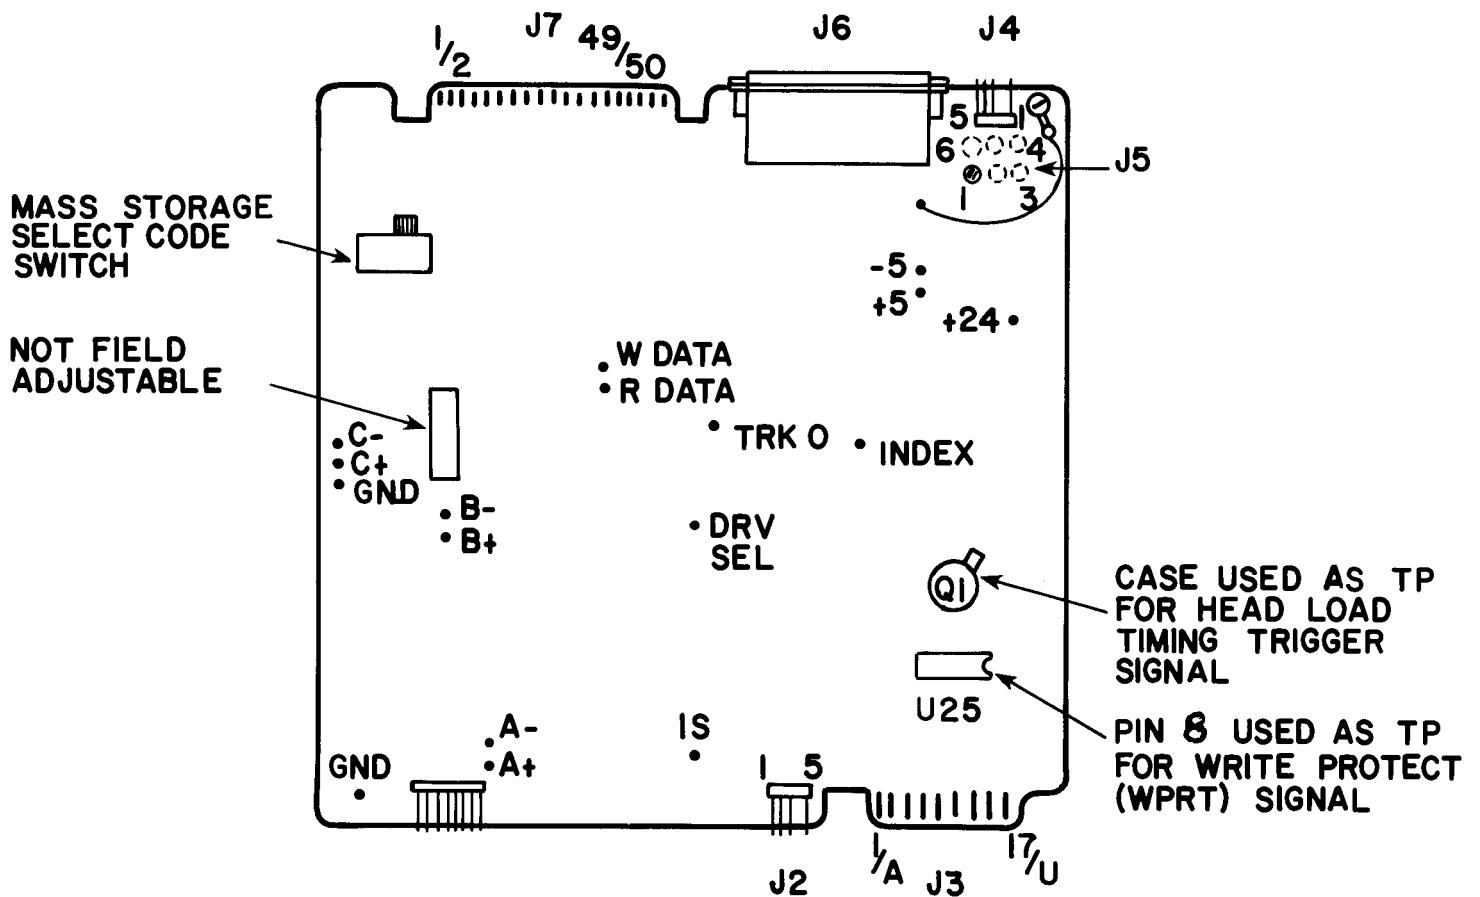 J7
J6
J4
1/2
49/50
5 1
6 4
J5
1 3
MASS STORAGE
SELECT CODE
SWITCH
-5
+5
+24
NOT FIELD
ADJUSTABLE
W DATA
R DATA
TRK O
INDEX
C-
C+
GND
B-
B+
DRV
SEL
Q1
CASE USED AS TP
FOR HEAD LOAD
TIMING TRIGGER
SIGNAL
U25
PIN 8 USED AS TP
FOR WRITE PROTECT
(WPRT) SIGNAL
A-
A+
GND
IS
1 5
1/A
17/U
J2
J3